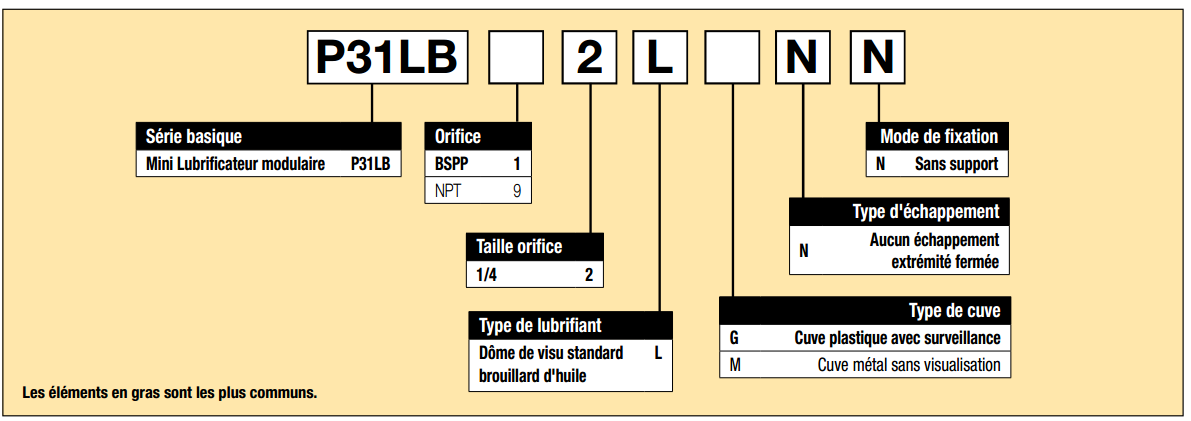 P31LB 2 L N N
Série basique
Mini Lubrificateur modulaire P31LB
Orifice
BSPP 1
NPT 9
Mode de fixation
N Sans support
Taille orifice
1/4 2
Type d'échappement
N Aucun échappement
extrémité fermée
Type de lubrifiant
Dôme de visu standard L
brouillard d'huile
Type de cuve
G Cuve plastique avec surveillance
M Cuve métal sans visualisation
Les éléments en gras sont les plus communs.